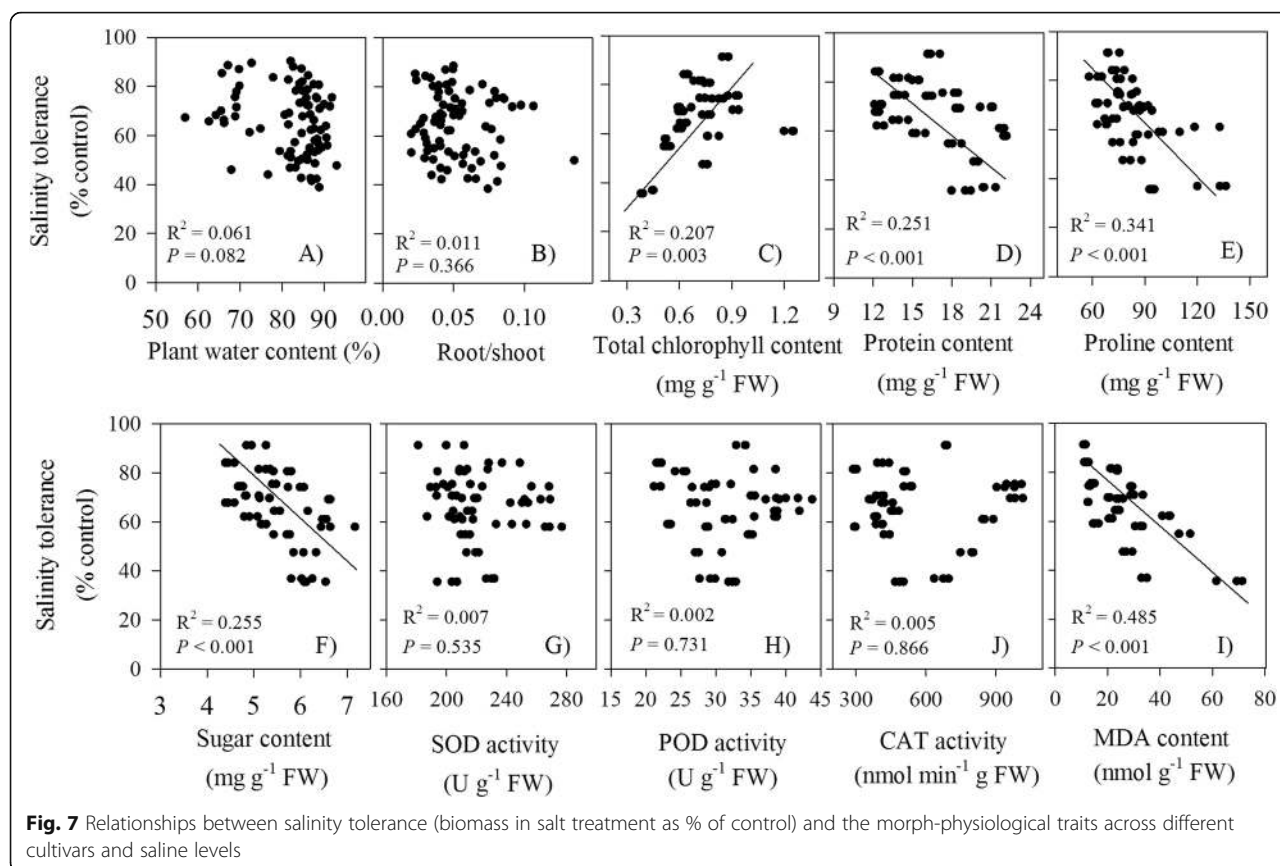 Salinity tolerance
(% control)
100
80
60
40
20
0
R² = 0.061
P = 0.082
A)
50 60 70 80 90
Plant water content (%)
R² = 0.011
P = 0.366
B)
0.00 0.05 0.10
Root/shoot
R² = 0.207
P = 0.003
C)
0.3 0.6 0.9 1.2
Total chlorophyll content
(mg g⁻¹ FW)
R² = 0.251
P < 0.001
D)
9 12 15 18 21 24
Protein content
(mg g⁻¹ FW)
R² = 0.341
P < 0.001
E)
60 90 120 150
Proline content
(mg g⁻¹ FW)
Salinity tolerance
(% control)
100
80
60
40
20
0
R² = 0.255
P < 0.001
F)
3 4 5 6 7
Sugar content
(mg g⁻¹ FW)
R² = 0.007
P = 0.535
G)
160 200 240 280
SOD activity
(U g⁻¹ FW)
R² = 0.002
P = 0.731
H)
15 20 25 30 35 40 45
POD activity
(U g⁻¹ FW)
R² = 0.005
P = 0.866
J)
300 600 900
CAT activity
(nmol min⁻¹ g FW)
R² = 0.485
P < 0.001
I)
0 20 40 60 80
MDA content
(nmol g⁻¹ FW)
Fig. 7 Relationships between salinity tolerance (biomass in salt treatment as % of control) and the morph-physiological traits across different
cultivars and saline levels